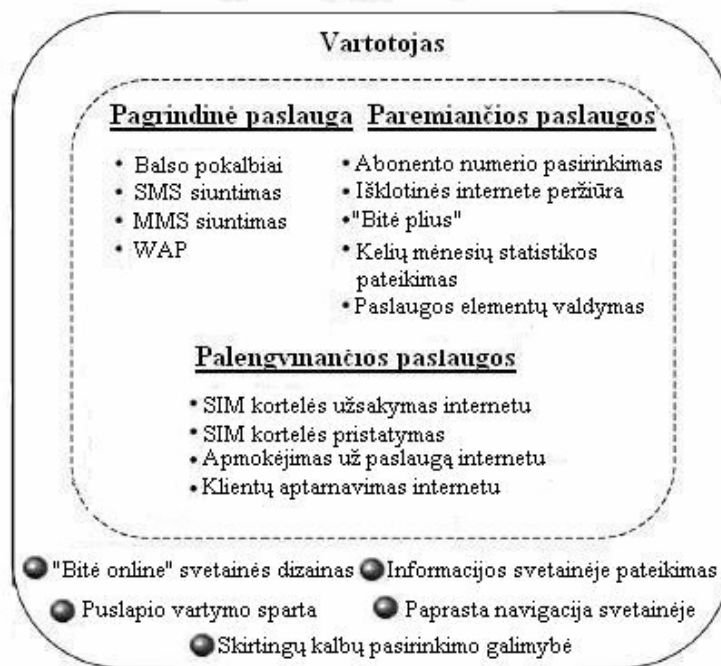 Vartotojas
Pagrindinė paslauga
• Balso pokalbiai
• SMS siuntimas
• MMS siuntimas
• WAP
Paremiančios paslaugos
• Abonento numerio pasirinkimas
• Išklotinės internete peržiūra
• "Bitė plius"
• Kelių mėnesių statistikos
pateikimas
• Paslaugos elementų valdymas
Palengvinančios paslaugos
• SIM kortelės užsakymas internetu
• SIM kortelės pristatymas
• Apmokėjimas už paslaugą internetu
• Klientų aptarnavimas internetu
"Bitė online" svetainės dizainas
Informacijos svetainėje pateikimas
Puslapio vartymo sparta
Paprasta navigacija svetainėje
Skirtingų kalbų pasirinkimo galimybė